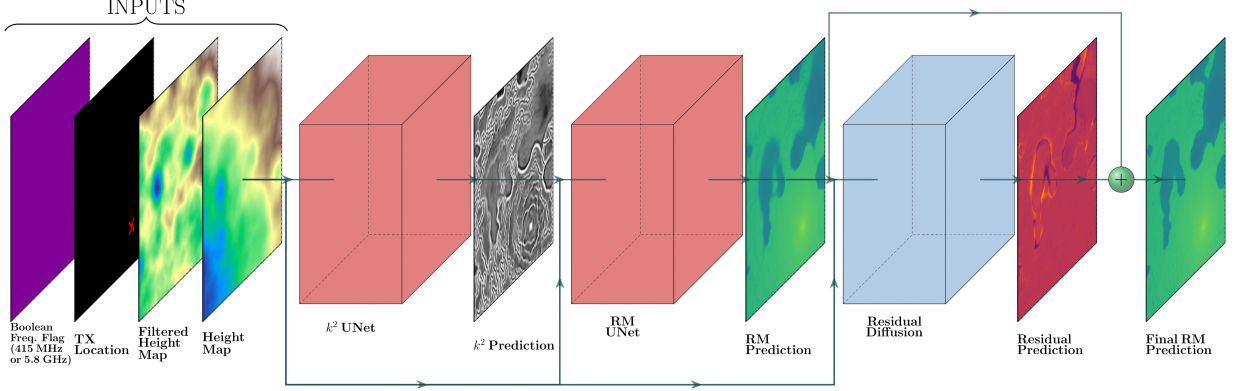 INPUTS
Boolean
Freq. Flag
(415 MHz
or 5.8 GHz)
TX
Location
Filtered
Height
Map
Height
Map
k² UNet
k² Prediction
RM
UNet
RM
Prediction
Residual
Diffusion
Residual
Prediction
+
Final RM
Prediction